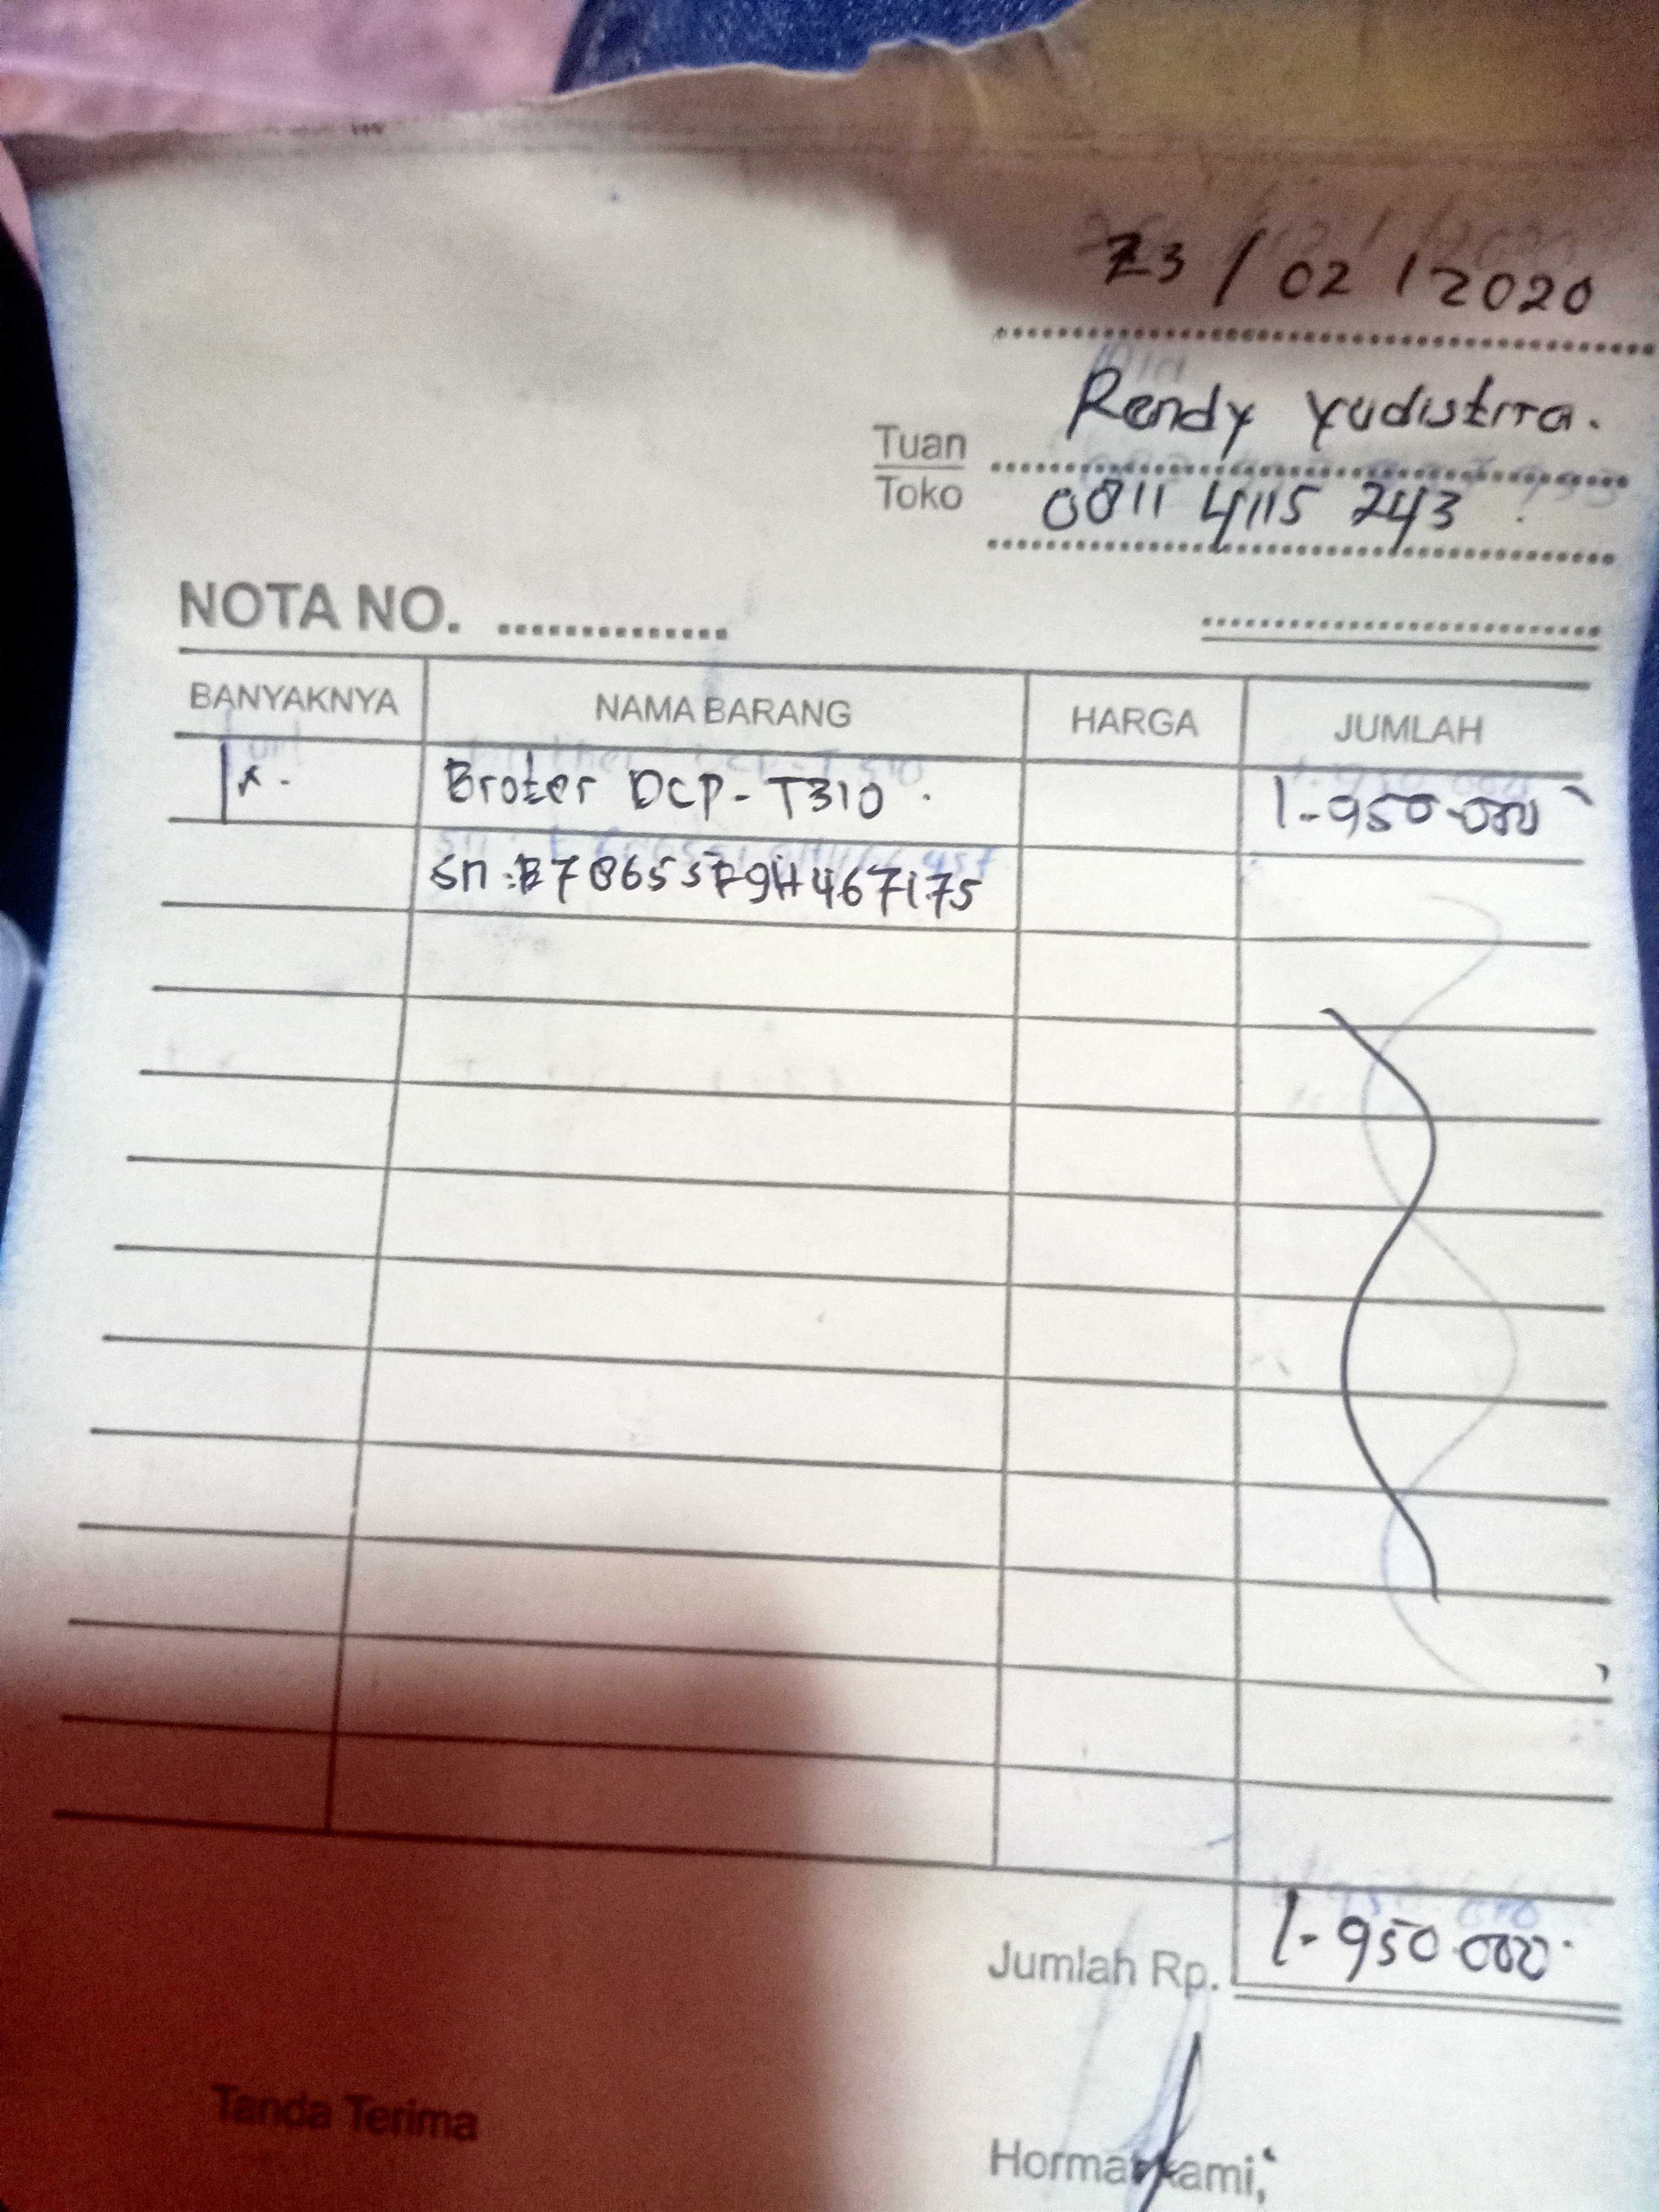 23/02/2020
Tuan Rendy Yudistira.
Toko 0811 4115 243
NOTA NO. ..............
BANYAKNYA NAMA BARANG HARGA JUMLAH
1x. Broter DCP-T310. 1-950.000
sn: 467175
Jumlah Rp. 1-950.000.
Tanda Terima Hormat kami,